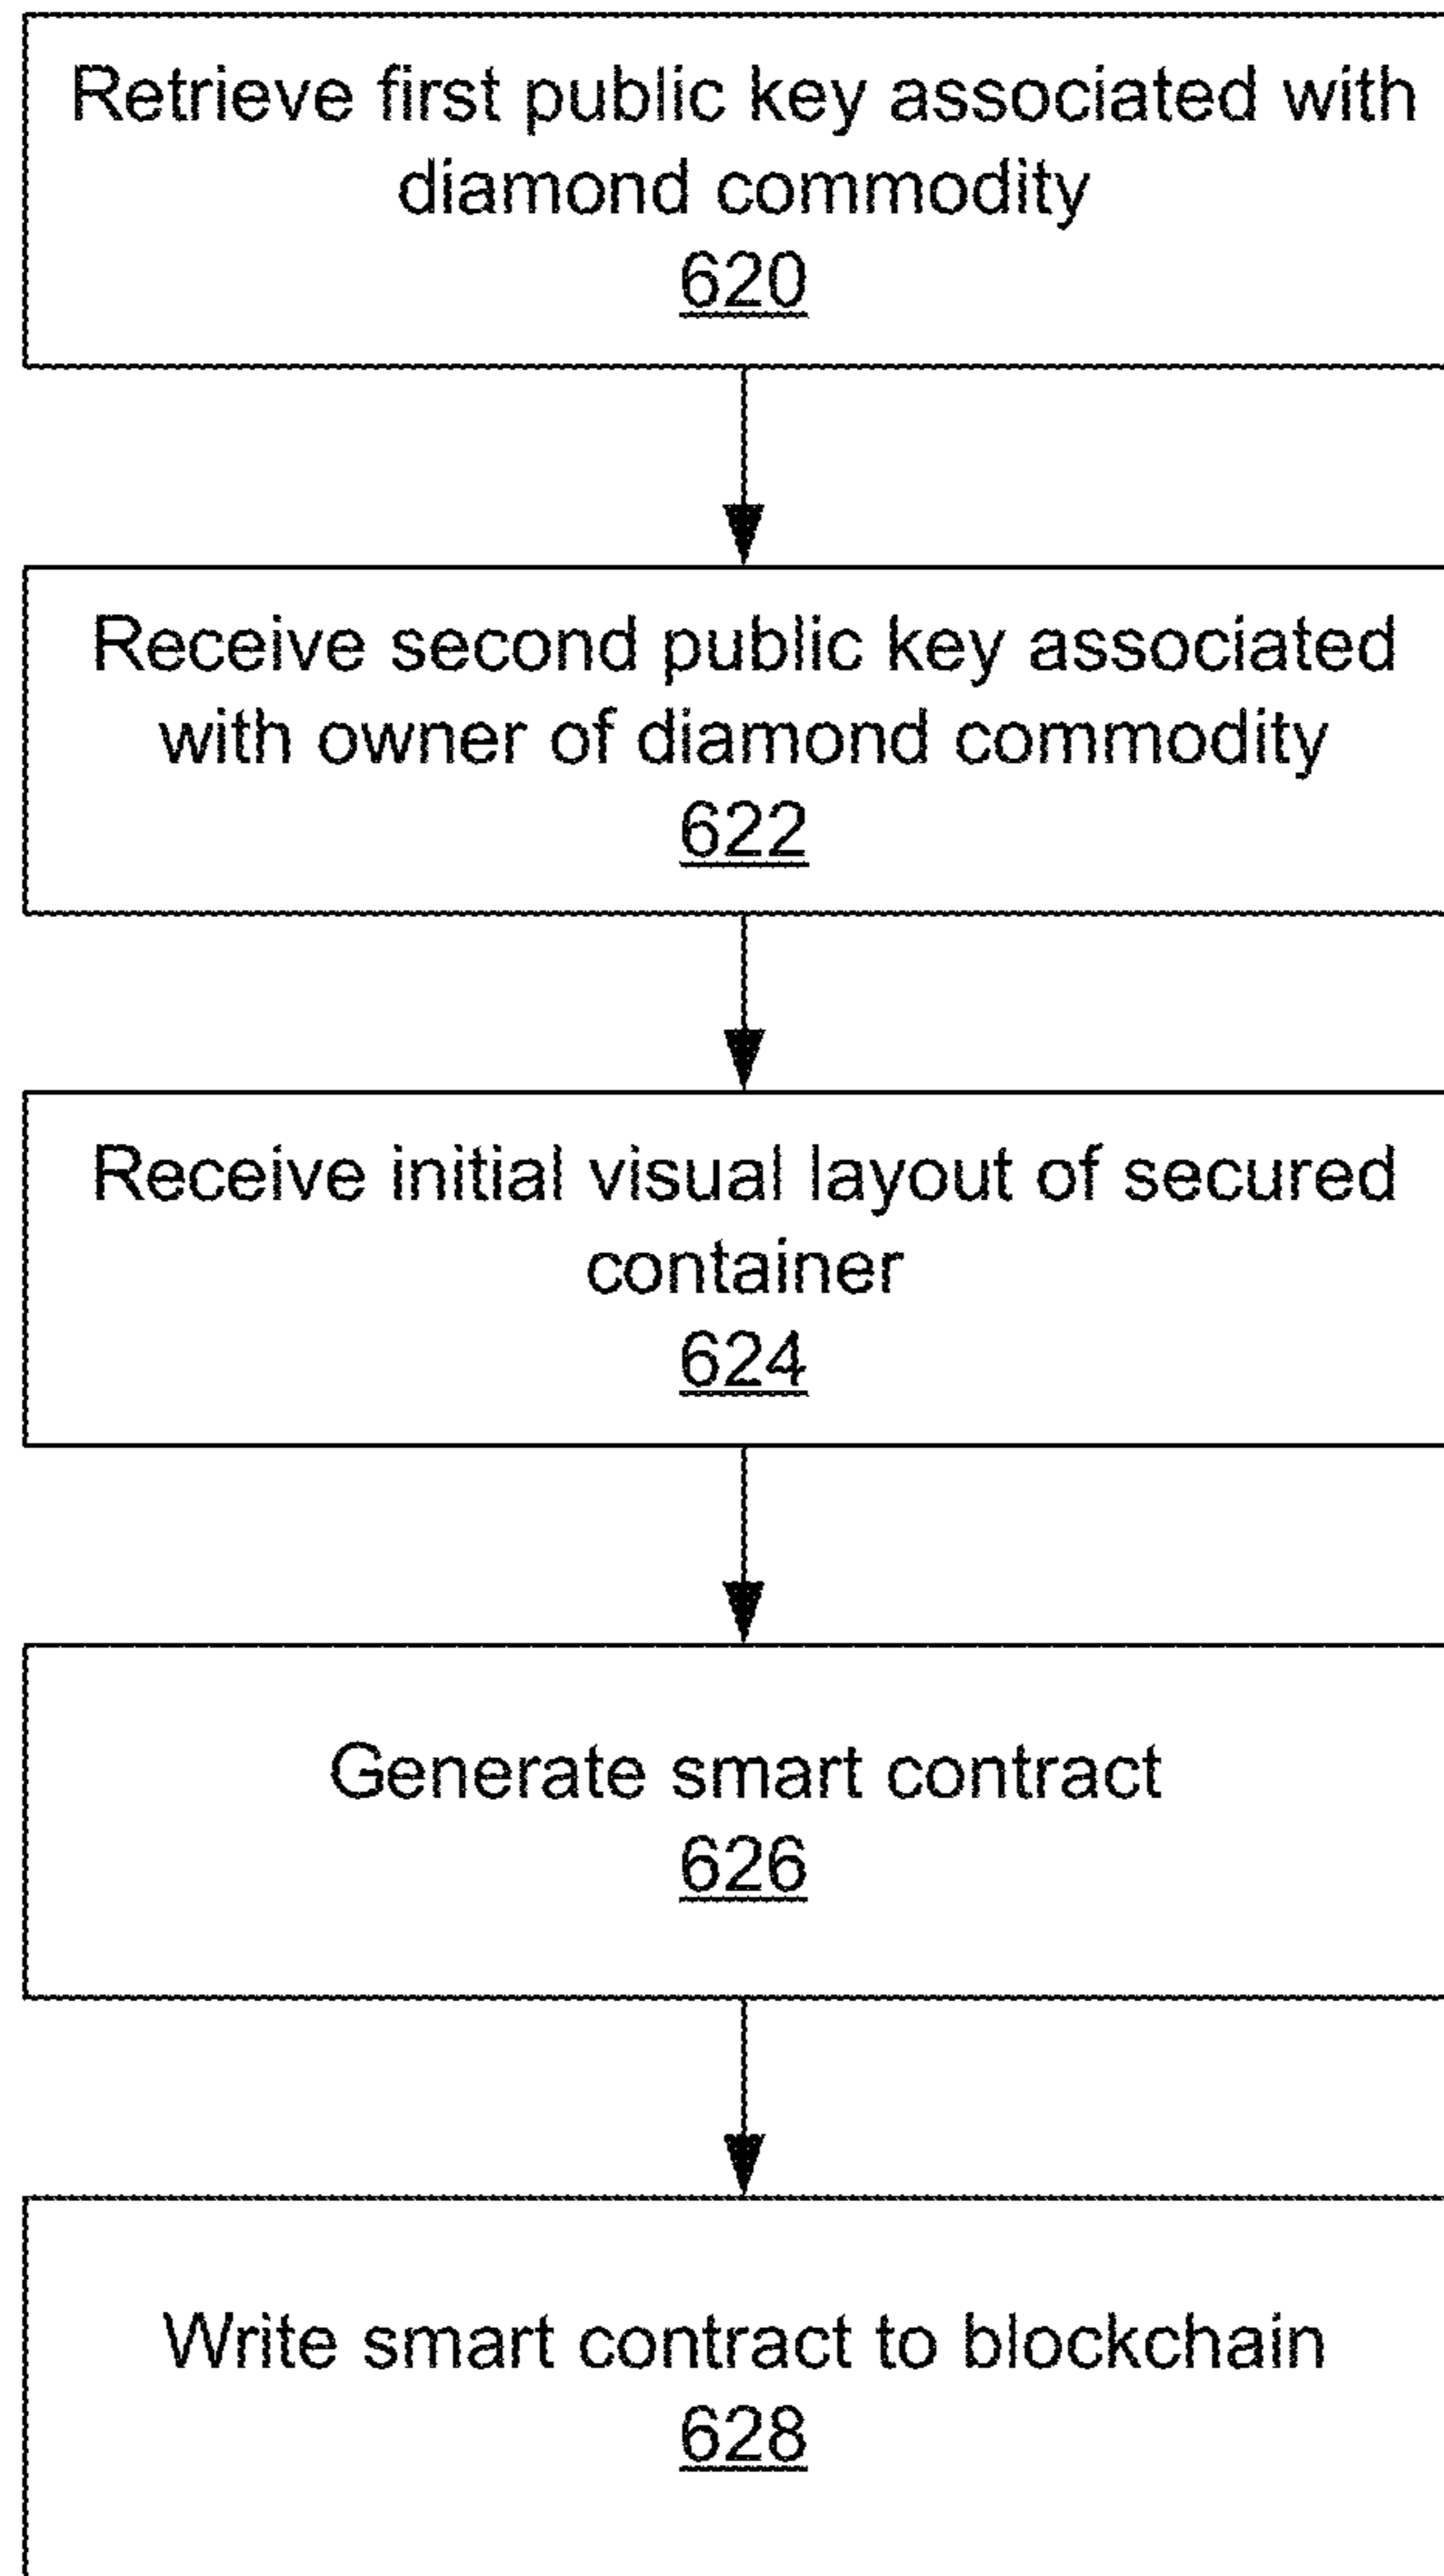 Retrieve first public key associated with
diamond commodity
620
Receive second public key associated
with owner of diamond commodity
622
Receive initial visual layout of secured
container
624
Generate smart contract
626
Write smart contract to blockchain
628